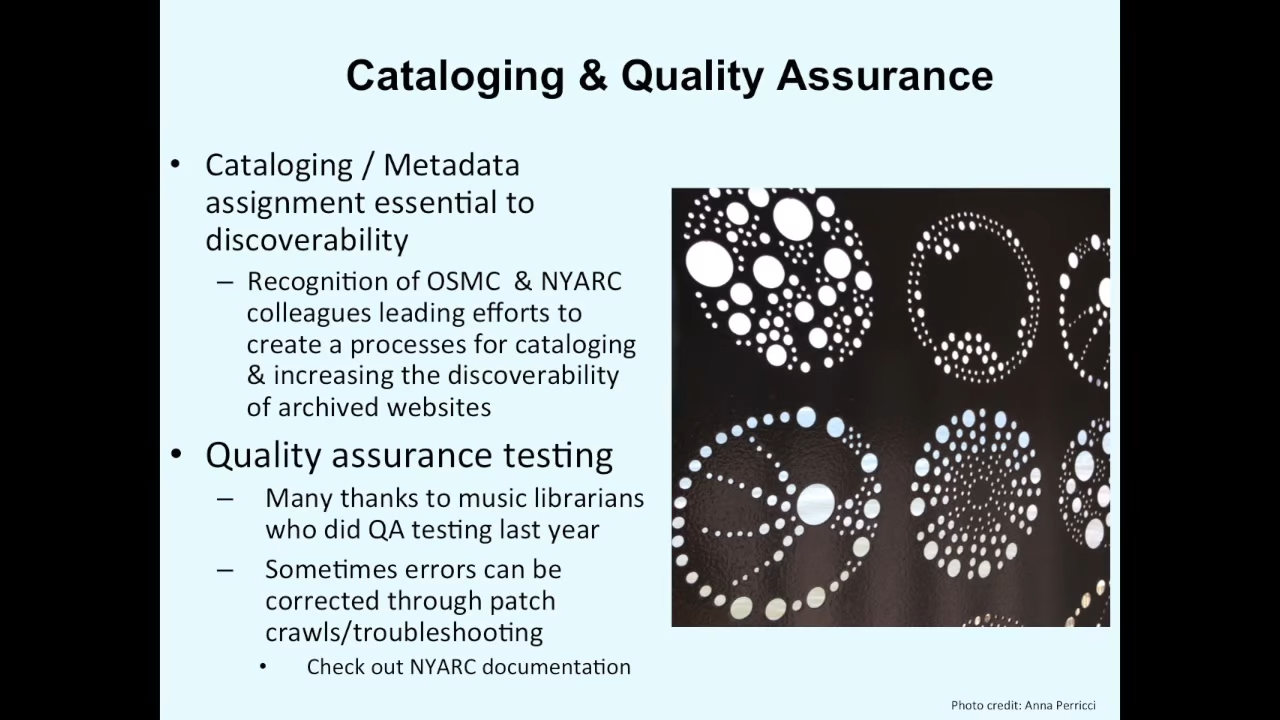 Cataloging & Quality Assurance
• Cataloging / Metadata
assignment essential to
discoverability
– Recognition of OSMC & NYARC
colleagues leading efforts to
create a processes for cataloging
& increasing the discoverability
of archived websites
• Quality assurance testing
– Many thanks to music librarians
who did QA testing last year
– Sometimes errors can be
corrected through patch
crawls/troubleshooting
• Check out NYARC documentation
Photo credit: Anna Perricci